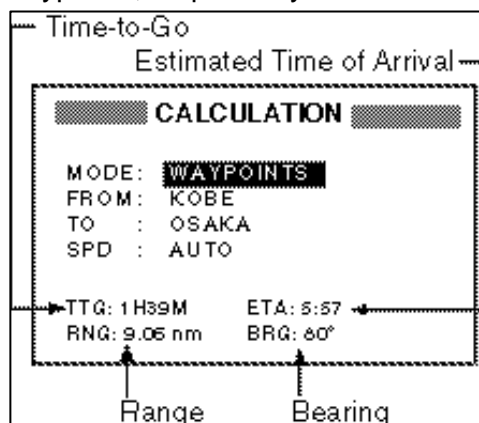 Time-to-Go
Estimated Time of Arrival
CALCULATION
MODE: WAYPOINTS
FROM: KOBE
TO : OSAKA
SPD : AUTO
TTG: 1H39M ETA: 5:57
RNG: 9.05 nm BRG: 80°
Range Bearing